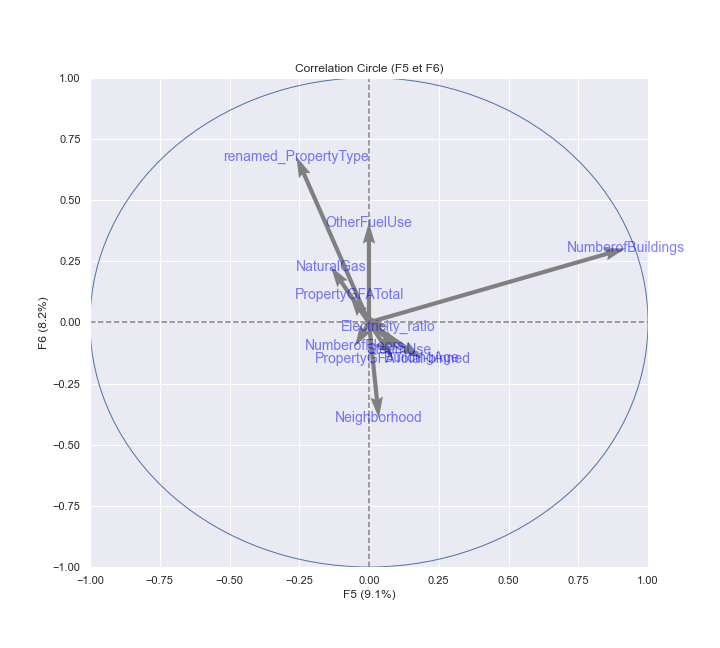 Correlation Circle (F5 et F6)
1.00
0.75
0.50
0.25
0.00
−0.25
−0.50
−0.75
−1.00
F6 (8.2%)
renamed_PropertyType
OtherFuelUse
NumberofBuildings
NaturalGas
PropertyGFATotal
Electricity_ratio
Neighborhood
−1.00 −0.75 −0.50 −0.25 0.00 0.25 0.50 0.75 1.00
F5 (9.1%)